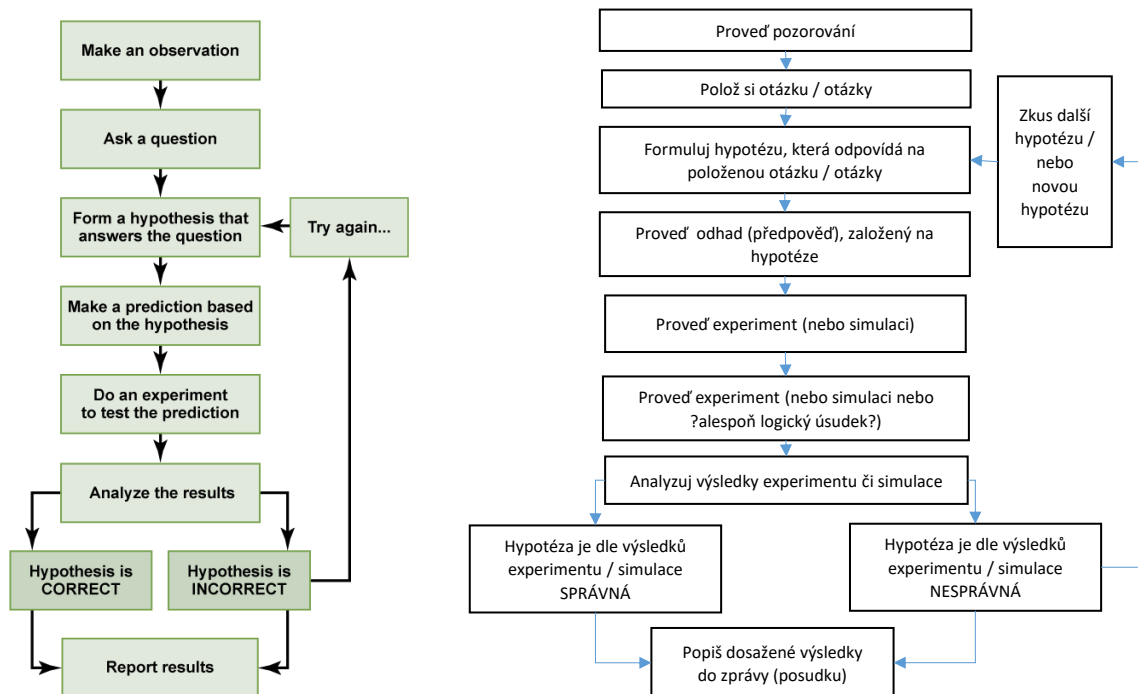 Make an observation
Ask a question
Form a hypothesis that
answers the question
Try again...
Make a prediction based
on the hypothesis
Do an experiment
to test the prediction
Analyze the results
Hypothesis is
CORRECT
Hypothesis is
INCORRECT
Report results
Proveď pozorování
Polož si otázku / otázky
Formuluj hypotézu, která odpovídá na
položenou otázku / otázky
Zkus další
hypotézu /
nebo
novou
hypotézu
Proveď odhad (předpověď), založený na
hypotéze
Proveď experiment (nebo simulaci)
Proveď experiment (nebo simulaci nebo
?alespoň logický úsudek?)
Analyzuj výsledky experimentu či simulace
Hypotéza je dle výsledků
experimentu / simulace
SPRÁVNÁ
Hypotéza je dle výsledků
experimentu / simulace
NESPRÁVNÁ
Popiš dosažené výsledky
do zprávy (posudku)